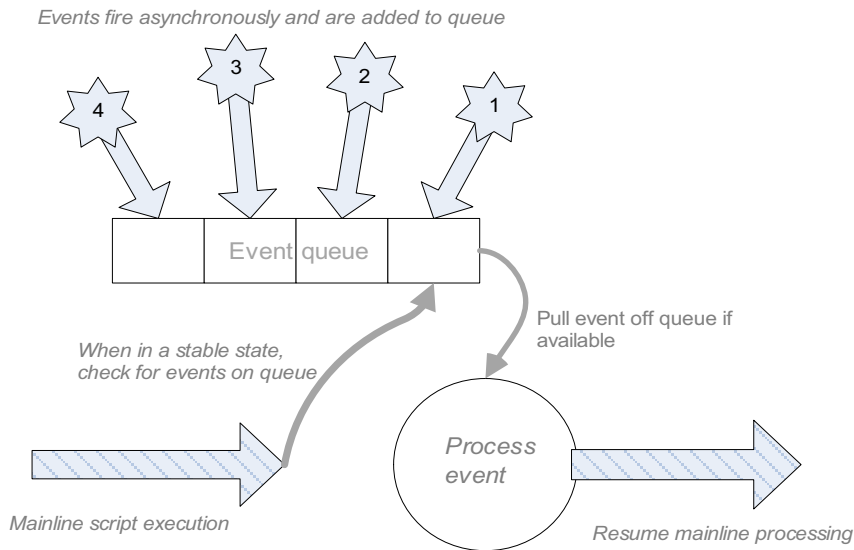 Events fire asynchronously and are added to queue
4
3
2
1
Event queue
When in a stable state,
check for events on queue
Pull event off queue if
available
Process
event
Mainline script execution
Resume mainline processing